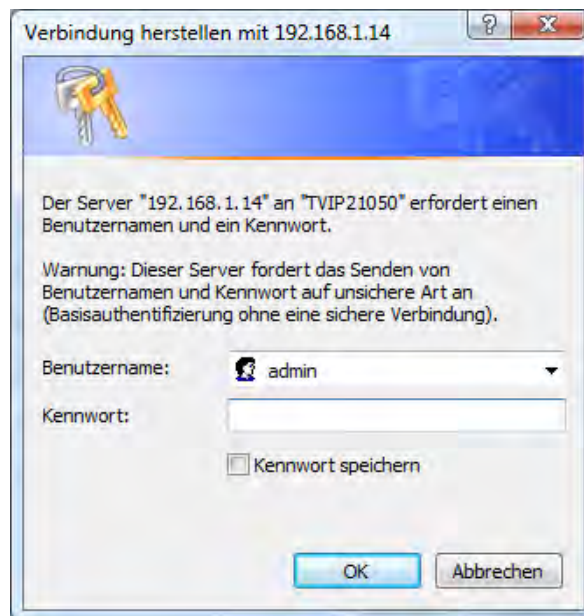 Verbindung herstellen mit 192.168.1.14
Der Server "192.168.1.14" an "TVIP21050" erfordert einen
Benutzernamen und ein Kennwort.
Warnung: Dieser Server fordert das Senden von
Benutzernamen und Kennwort auf unsichere Art an
(Basisauthentifizierung ohne eine sichere Verbindung).
Benutzername:
admin
Kennwort:
Kennwort speichern
OK
Abbrechen